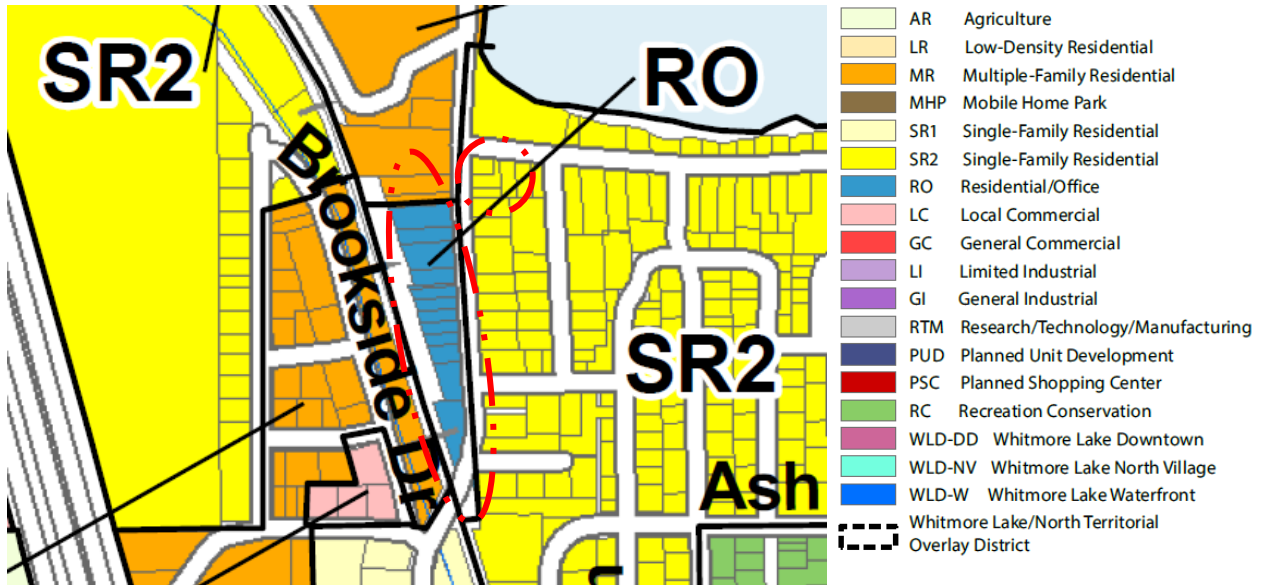 SR2
RO
Brookside Dr
SR2
Ash
AR Agriculture
LR Low-Density Residential
MR Multiple-Family Residential
MHP Mobile Home Park
SR1 Single-Family Residential
SR2 Single-Family Residential
RO Residential/Office
LC Local Commercial
GC General Commercial
LI Limited Industrial
GI General Industrial
RTM Research/Technology/Manufacturing
PUD Planned Unit Development
PSC Planned Shopping Center
RC Recreation Conservation
WLD-DD Whitmore Lake Downtown
WLD-NV Whitmore Lake North Village
WLD-W Whitmore Lake Waterfront
Whitmore Lake/North Territorial
Overlay District